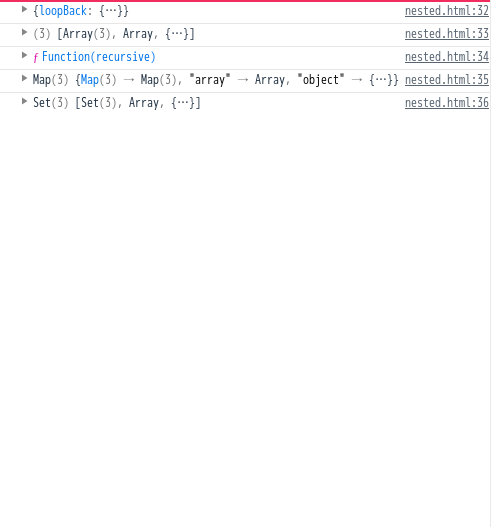 {loopBack: {…}} nested.html:32
(3) [Array(3), Array, {…}] nested.html:33
ƒ Function(recursive) nested.html:34
Map(3) {Map(3) → Map(3), "array" → Array, "object" → {…}} nested.html:35
Set(3) [Set(3), Array, {…}] nested.html:36